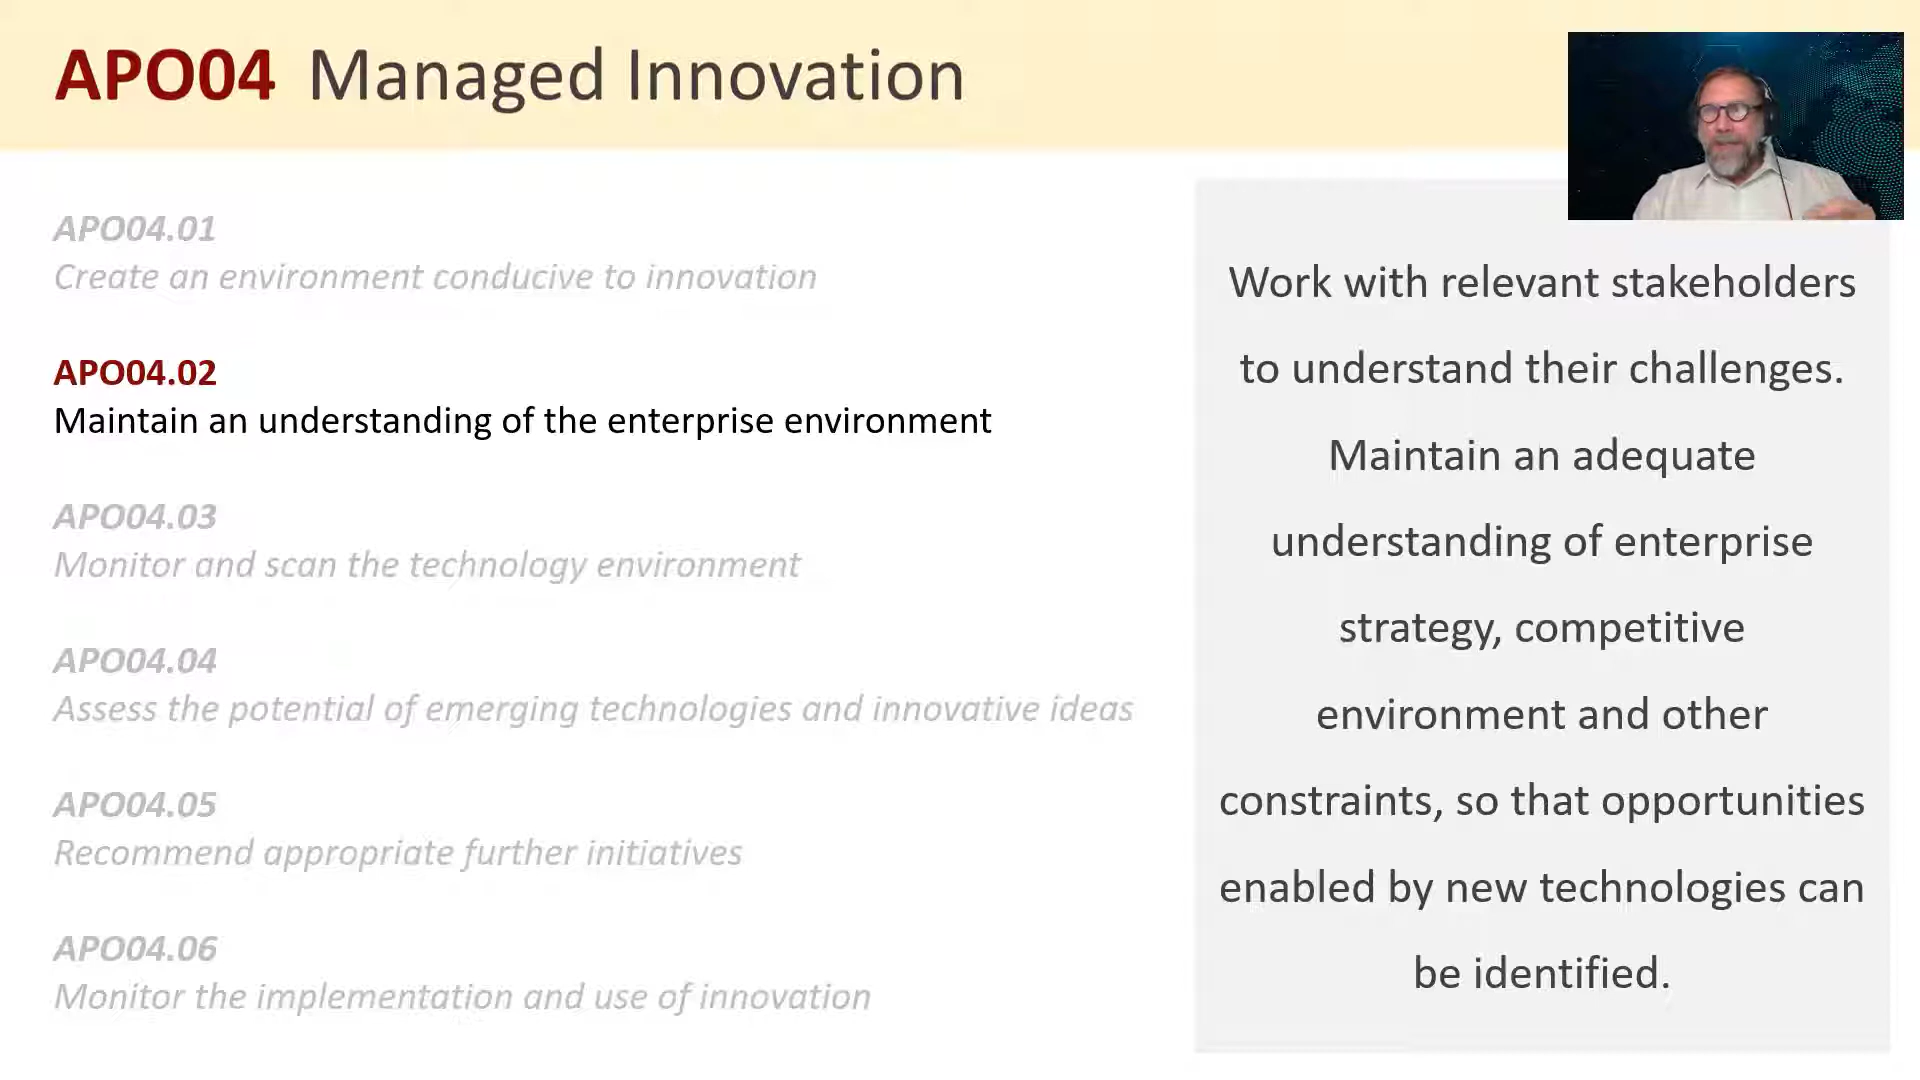 APO04 Managed Innovation
APO04.01
Create an environment conducive to innovation
APO04.02
Maintain an understanding of the enterprise environment
APO04.03
Monitor and scan the technology environment
APO04.04
Assess the potential of emerging technologies and innovative ideas
APO04.05
Recommend appropriate further initiatives
APO04.06
Monitor the implementation and use of innovation
Work with relevant stakeholders
to understand their challenges.
Maintain an adequate
understanding of enterprise
strategy, competitive
environment and other
constraints, so that opportunities
enabled by new technologies can
be identified.